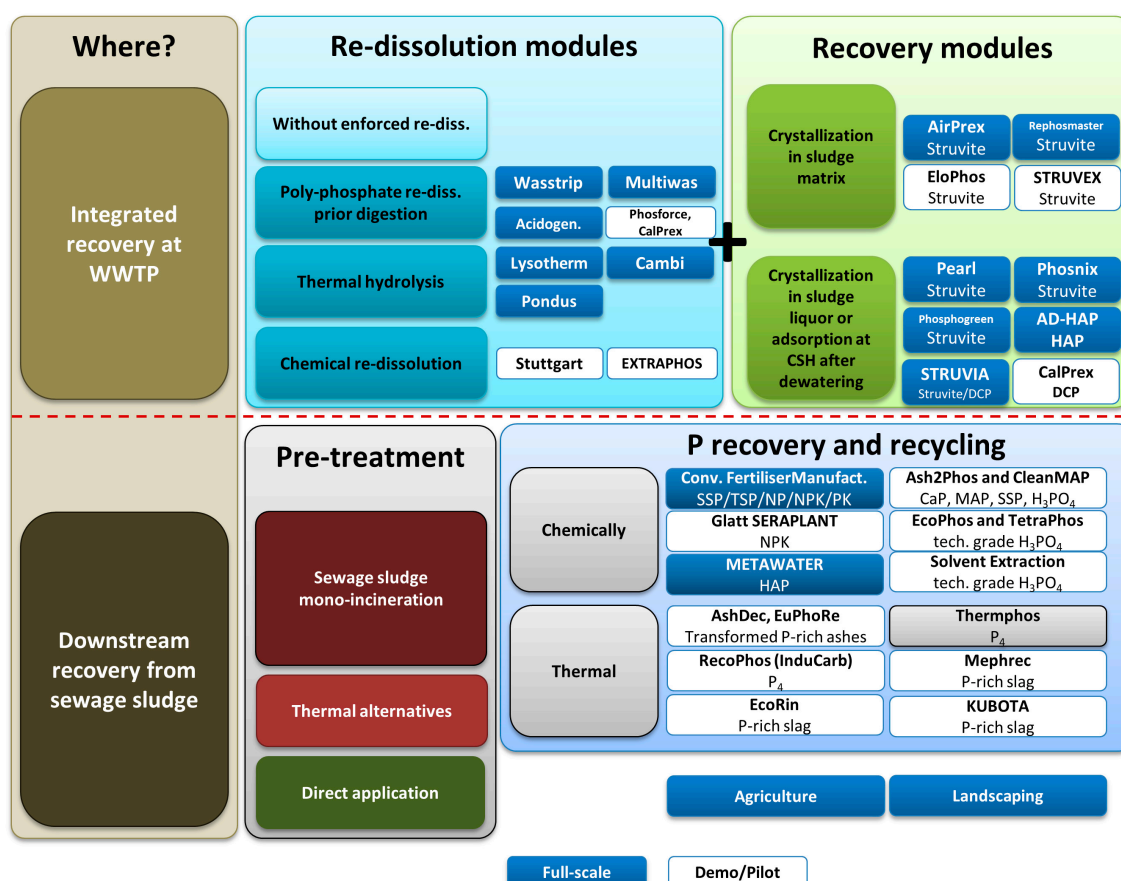 Where?
Integrated
recovery at
WWTP
Re-dissolution modules
Without enforced re-diss.
Poly-phosphate re-diss.
prior digestion
Wasstrip
Multiwas
Acidogen.
Phosforce,
CalPrex
Thermal hydrolysis
Lysotherm
Cambi
Pondus
Chemical re-dissolution
Stuttgart
EXTRAPHOS
+
Recovery modules
Crystallization
in sludge
matrix
AirPrex
Struvite
Rephosmaster
Struvite
EloPhos
Struvite
STRUVEX
Struvite
Crystallization
in sludge
liquor or
adsorption at
CSH after
dewatering
Pearl
Struvite
Phosnix
Struvite
Phosphogreen
Struvite
AD-HAP
HAP
STRUVIA
Struvite/DCP
CalPrex
DCP
Downstream
recovery from
sewage sludge
Pre-treatment
Sewage sludge
mono-incineration
Thermal alternatives
Direct application
P recovery and recycling
Chemically
Conv. FertiliserManufact.
SSP/TSP/NP/NPK/PK
Ash2Phos and CleanMAP
CaP, MAP, SSP, H₃PO₄
Glatt SERAPLANT
NPK
EcoPhos and TetraPhos
tech. grade H₃PO₄
METAWATER
HAP
Solvent Extraction
tech. grade H₃PO₄
Thermal
AshDec, EuPhoRe
Transformed P-rich ashes
Thermphos
P₄
RecoPhos (InduCarb)
P₄
Mephrec
P-rich slag
EcoRin
P-rich slag
KUBOTA
P-rich slag
Agriculture
Landscaping
Full-scale
Demo/Pilot